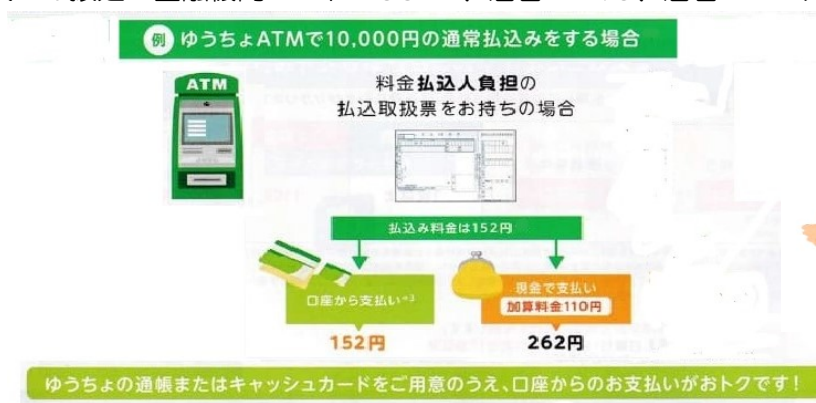 例 ゆうちょATMで10,000円の通常払込みをする場合
ATM
料金払込人負担の
払込取扱票をお持ちの場合
払込み料金は152円
口座から支払い※3
152円
現金で支払い
加算料金110円
262円
ゆうちょの通帳またはキャッシュカードをご用意のうえ、口座からのお支払いがおトクです！